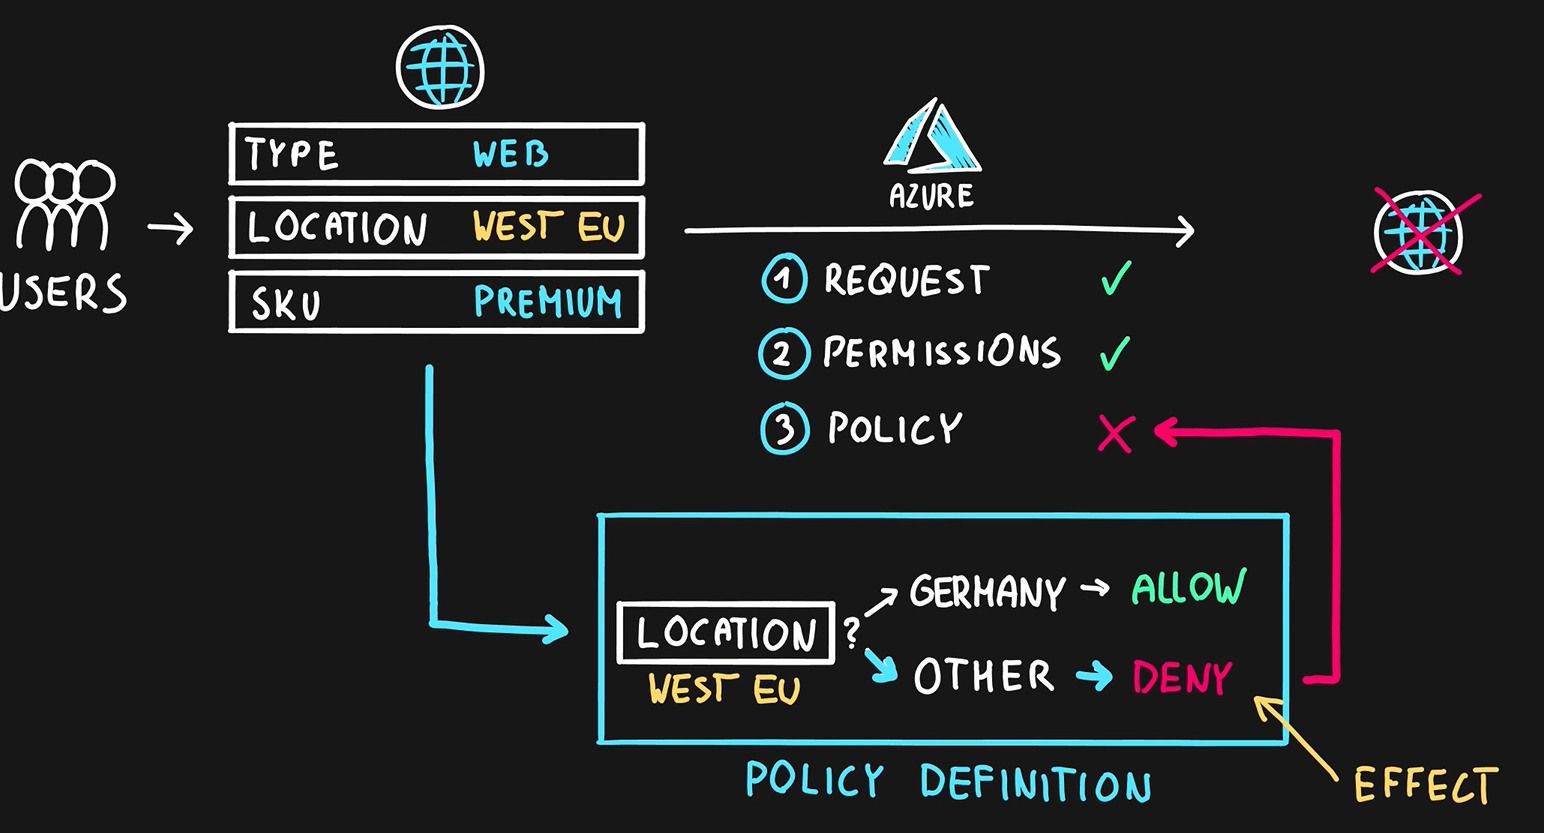 TYPE WEB
LOCATION WEST EU
SKU PREMIUM
USERS
AZURE
1 REQUEST ✓
2 PERMISSIONS ✓
3 POLICY X
LOCATION ?
WEST EU
GERMANY → ALLOW
OTHER → DENY
POLICY DEFINITION
EFFECT